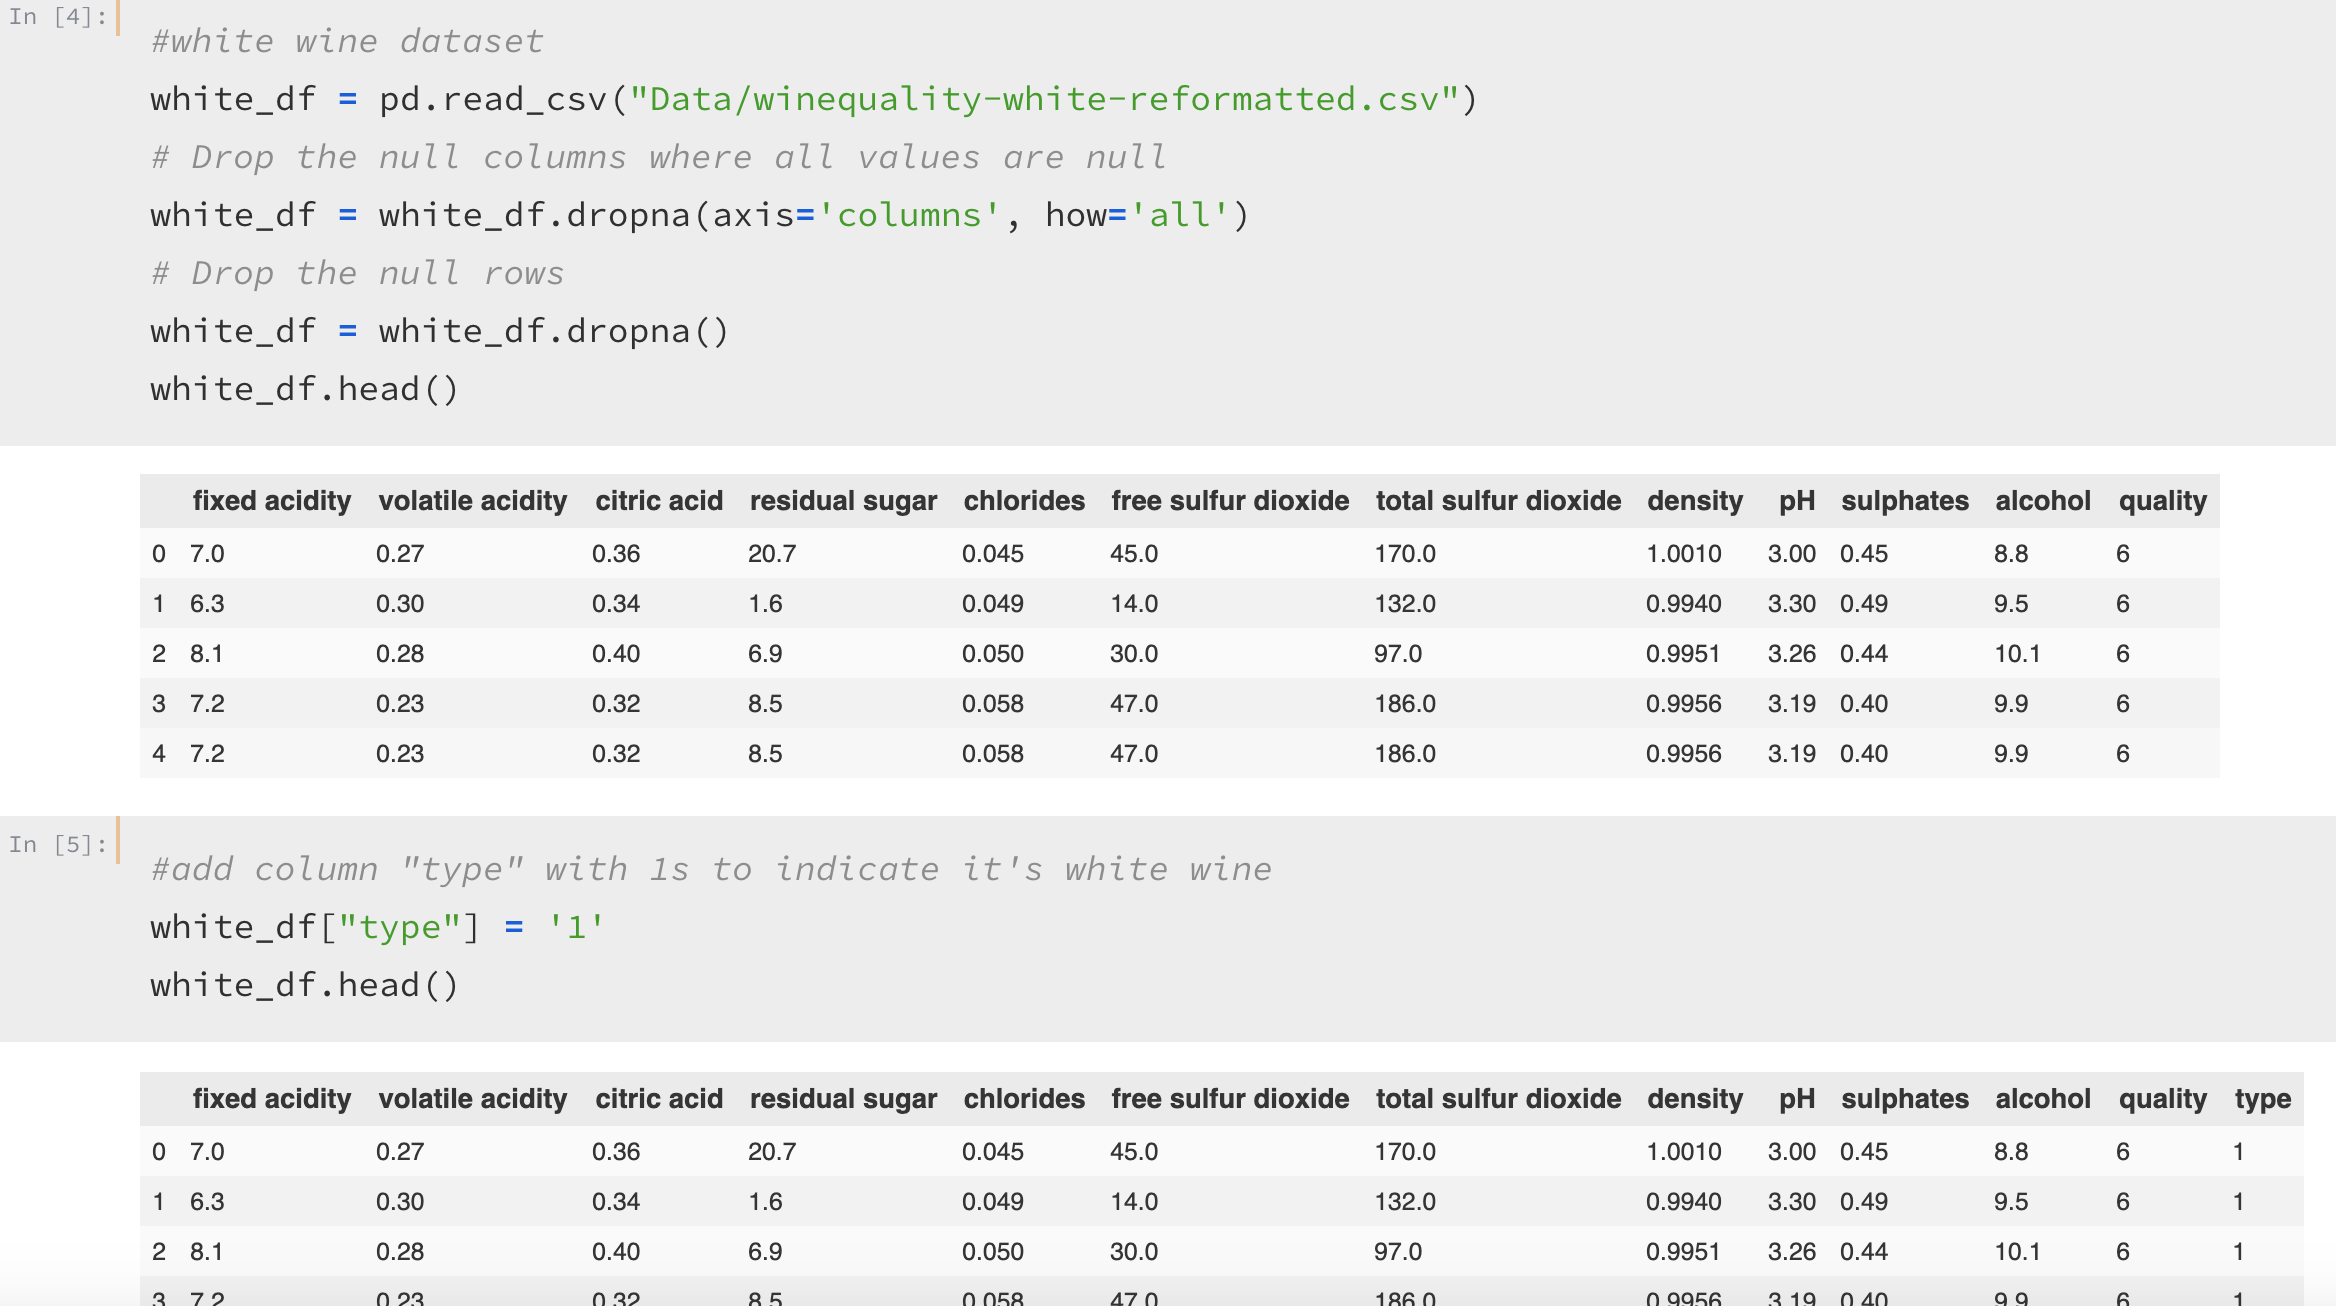 In [4]:
#white wine dataset
white_df = pd.read_csv("Data/winequality-white-reformatted.csv")
# Drop the null columns where all values are null
white_df = white_df.dropna(axis='columns', how='all')
# Drop the null rows
white_df = white_df.dropna()
white_df.head()
fixed acidity volatile acidity citric acid residual sugar chlorides free sulfur dioxide total sulfur dioxide density pH sulphates alcohol quality
0 7.0 0.27 0.36 20.7 0.045 45.0 170.0 1.0010 3.00 0.45 8.8 6
1 6.3 0.30 0.34 1.6 0.049 14.0 132.0 0.9940 3.30 0.49 9.5 6
2 8.1 0.28 0.40 6.9 0.050 30.0 97.0 0.9951 3.26 0.44 10.1 6
3 7.2 0.23 0.32 8.5 0.058 47.0 186.0 0.9956 3.19 0.40 9.9 6
4 7.2 0.23 0.32 8.5 0.058 47.0 186.0 0.9956 3.19 0.40 9.9 6
In [5]:
#add column "type" with 1s to indicate it's white wine
white_df["type"] = '1'
white_df.head()
fixed acidity volatile acidity citric acid residual sugar chlorides free sulfur dioxide total sulfur dioxide density pH sulphates alcohol quality type
0 7.0 0.27 0.36 20.7 0.045 45.0 170.0 1.0010 3.00 0.45 8.8 6 1
1 6.3 0.30 0.34 1.6 0.049 14.0 132.0 0.9940 3.30 0.49 9.5 6 1
2 8.1 0.28 0.40 6.9 0.050 30.0 97.0 0.9951 3.26 0.44 10.1 6 1
3 7.2 0.23 0.32 8.5 0.058 47.0 186.0 0.9956 3.19 0.40 9.9 6 1